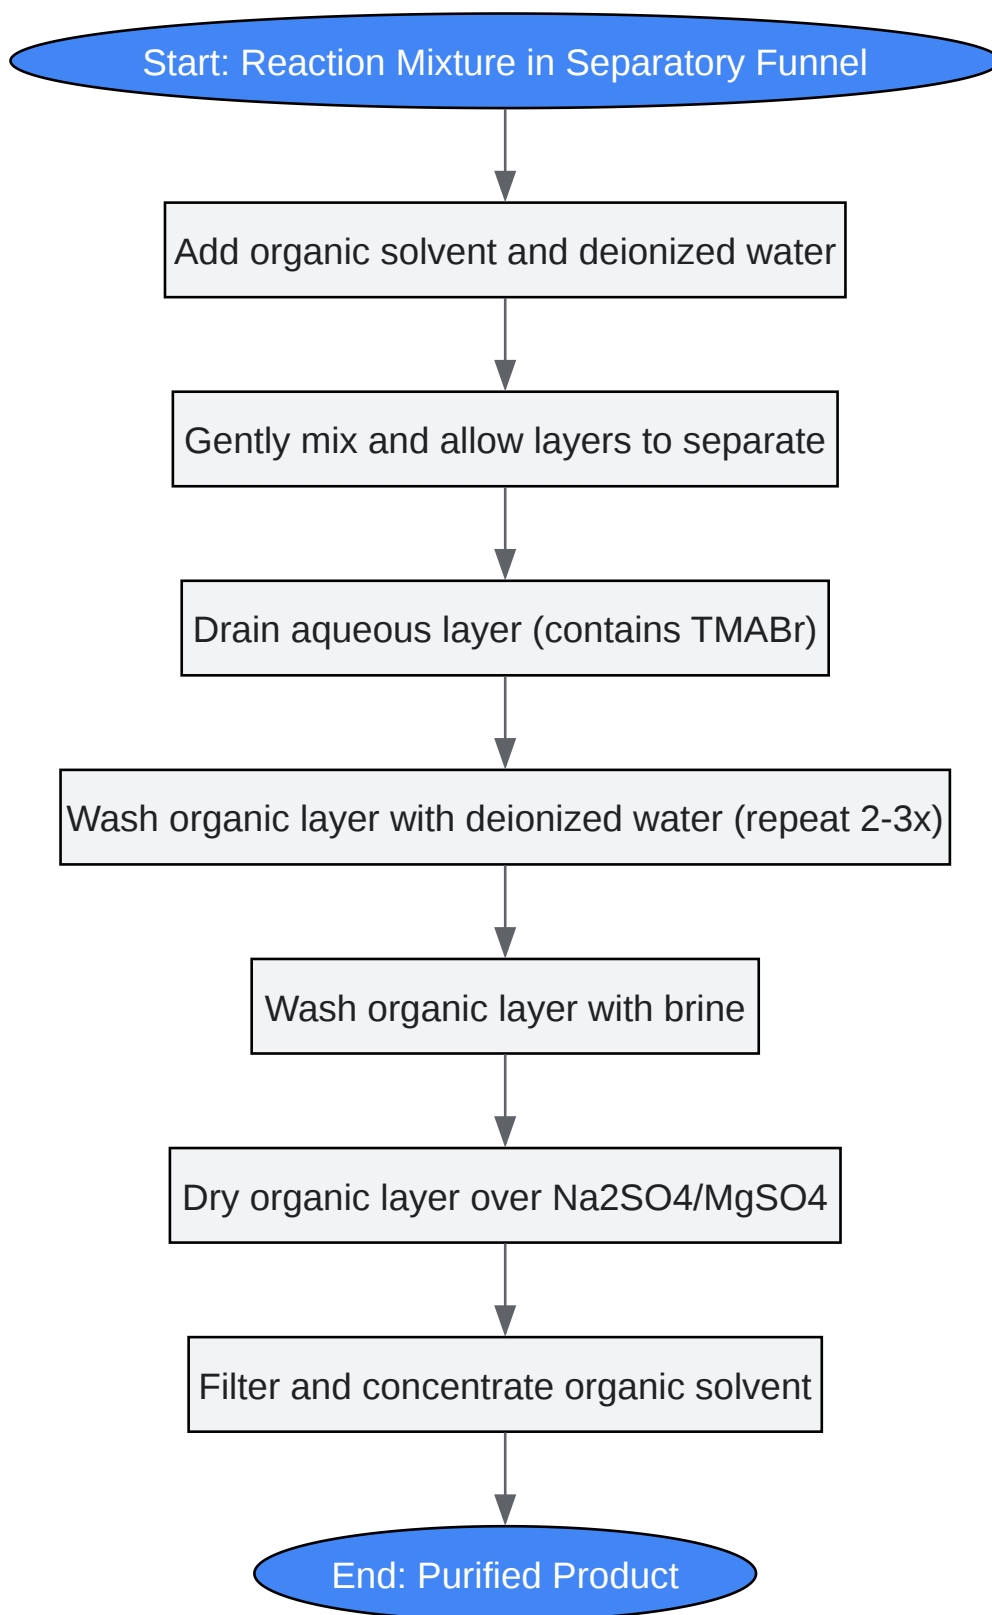 Start: Reaction Mixture in Separatory Funnel
Add organic solvent and deionized water
Gently mix and allow layers to separate
Drain aqueous layer (contains TMABr)
Wash organic layer with deionized water (repeat 2-3x)
Wash organic layer with brine
Dry organic layer over Na2SO4/MgSO4
Filter and concentrate organic solvent
End: Purified Product